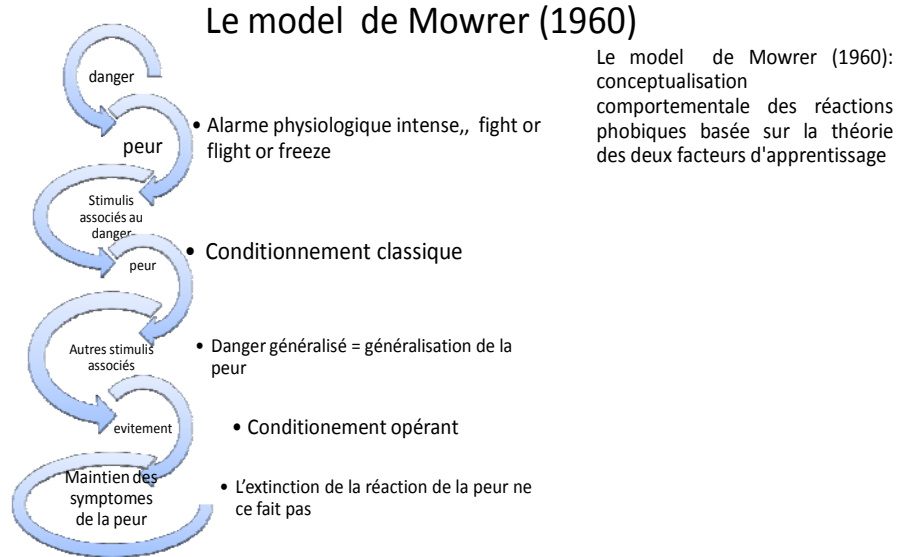 Le model de Mowrer (1960)
Le model de Mowrer (1960):
conceptualisation
comportementale des réactions
phobiques basée sur la théorie
des deux facteurs d'apprentissage
danger
peur
• Alarme physiologique intense,, fight or
flight or freeze
Stimulis
associés au
danger
peur
• Conditionnement classique
Autres stimulis
associés
• Danger généralisé = généralisation de la
peur
evitement
• Conditionement opérant
Maintien des
symptomes
de la peur
• L'extinction de la réaction de la peur ne
ce fait pas